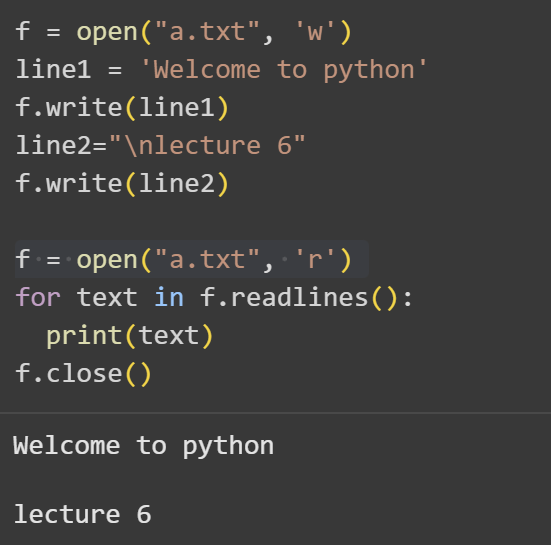 f = open("a.txt", 'w')
line1 = 'Welcome to python'
f.write(line1)
line2="\nlecture 6"
f.write(line2)

f = open("a.txt", 'r')
for text in f.readlines():
  print(text)
f.close()
Welcome to python

lecture 6